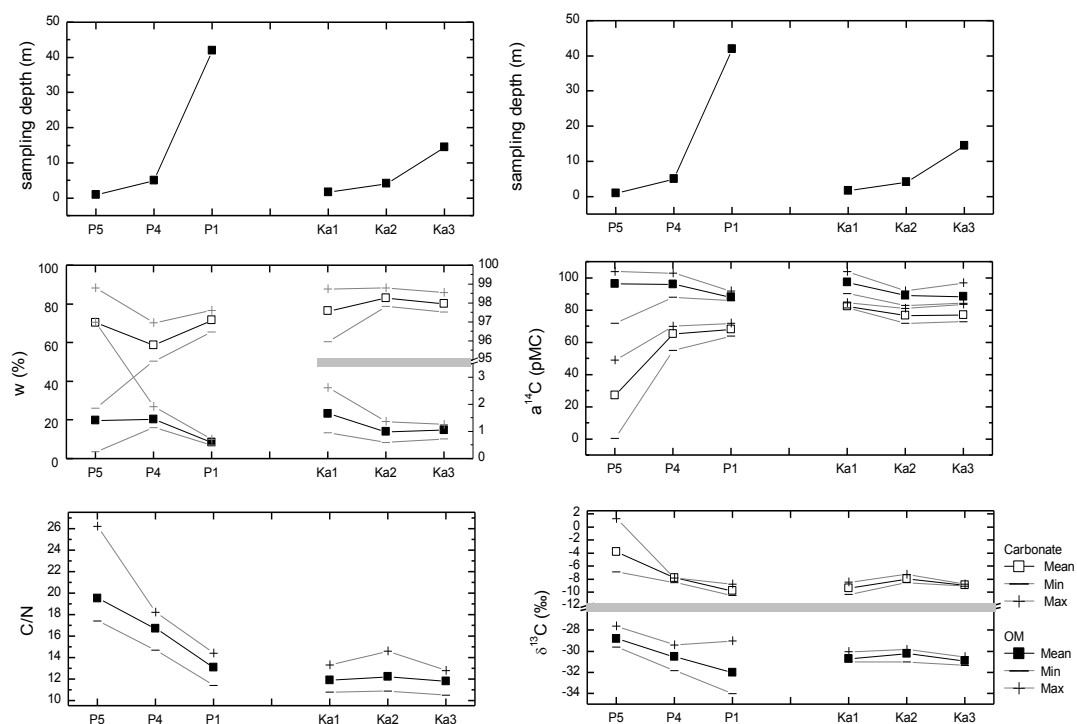 50
40
30
20
10
0
sampling depth (m)
P5 P4 P1 Ka1 Ka2 Ka3
50
40
30
20
10
0
sampling depth (m)
P5 P4 P1 Ka1 Ka2 Ka3
100
80
60
40
20
0
w (%)
100
99
98
97
96
95
3
2
1
0
P5 P4 P1 Ka1 Ka2 Ka3
100
80
60
40
20
0
a¹⁴C (pMC)
P5 P4 P1 Ka1 Ka2 Ka3
26
24
22
20
18
16
14
12
10
C/N
P5 P4 P1 Ka1 Ka2 Ka3
2
0
-2
-4
-6
-8
-10
-12
-28
-30
-32
-34
δ¹³C (‰)
P5 P4 P1 Ka1 Ka2 Ka3
Carbonate
Mean
Min
Max
OM
Mean
Min
Max